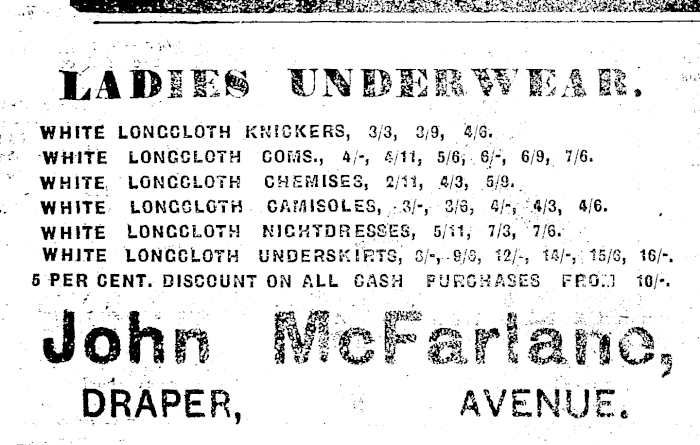 LADIES UNDERWEAR.
WHITE LONGCLOTH KNICKERS, 3/3, 3/9, 4/6.
WHITE LONGCLOTH COMS., 4/-, 4/11, 5/6, 6/-, 6/9, 7/6.
WHITE LONGCLOTH CHEMISES, 2/11, 4/3, 5/9.
WHITE LONGCLOTH CAMISOLES, 3/-, 3/6, 4/-, 4/3, 4/6.
WHITE LONGCLOTH NIGHTDRESSES, 5/11, 7/3, 7/6.
WHITE LONGCLOTH UNDERSKIRTS, 9/6, 12/-, 14/-, 15/6, 16/-.
5 PER CENT. DISCOUNT ON ALL CASH PURCHASES FROM 10/-.
John McFarlane,
DRAPER, AVENUE.